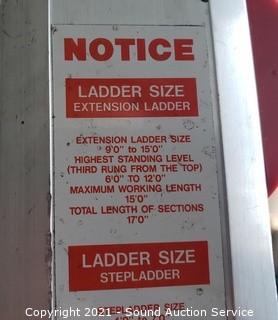 NOTICE
LADDER SIZE
EXTENSION LADDER
EXTENSION LADDER SIZE
9'0" to 15'0"
HIGHEST STANDING LEVEL
(THIRD RUNG FROM THE TOP)
6'0" TO 12'0"
MAXIMUM WORKING LENGTH
15'0"
TOTAL LENGTH OF SECTIONS
17'0"
LADDER SIZE
STEPLADDER
STEPLADDER SIZE
Copyright 2021 - Sound Auction Service